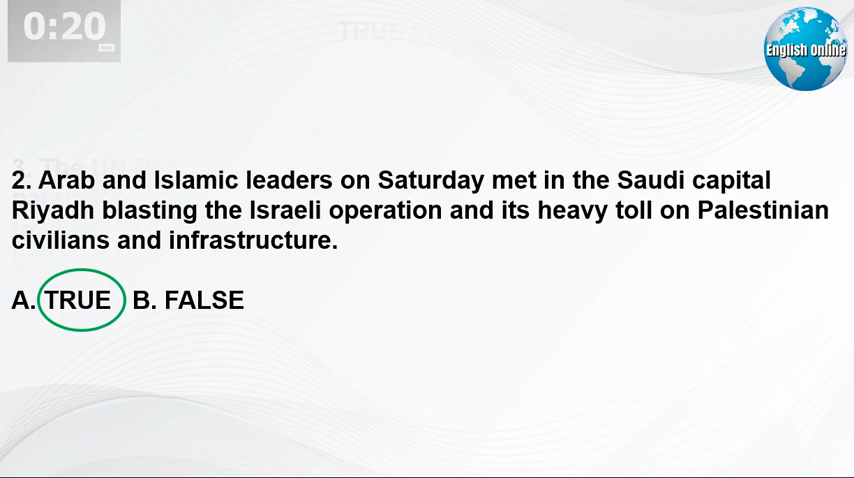 0:20
English Online
2. Arab and Islamic leaders on Saturday met in the Saudi capital
Riyadh blasting the Israeli operation and its heavy toll on Palestinian
civilians and infrastructure.
A. TRUE B. FALSE